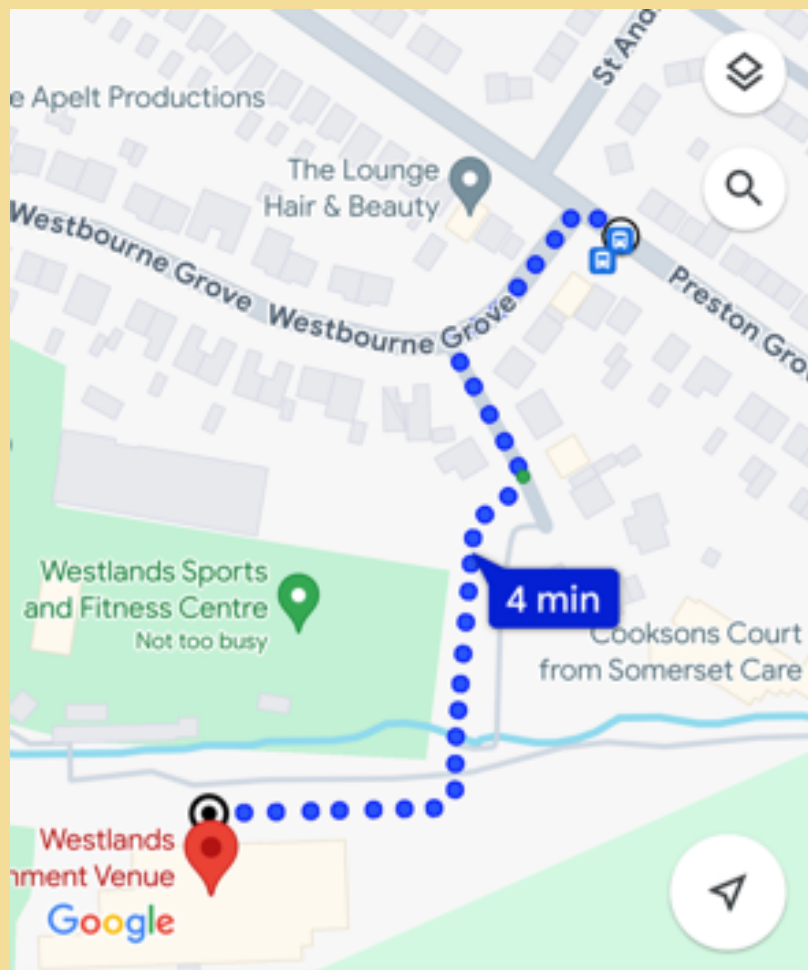 St And
e Apelt Productions
The Lounge
Hair & Beauty
Westbourne Grove
Westbourne Grove
Preston Gro
Westlands Sports
and Fitness Centre
Not too busy
4 min
Cooksons Court
from Somerset Care
Westlands
nment Venue
Google